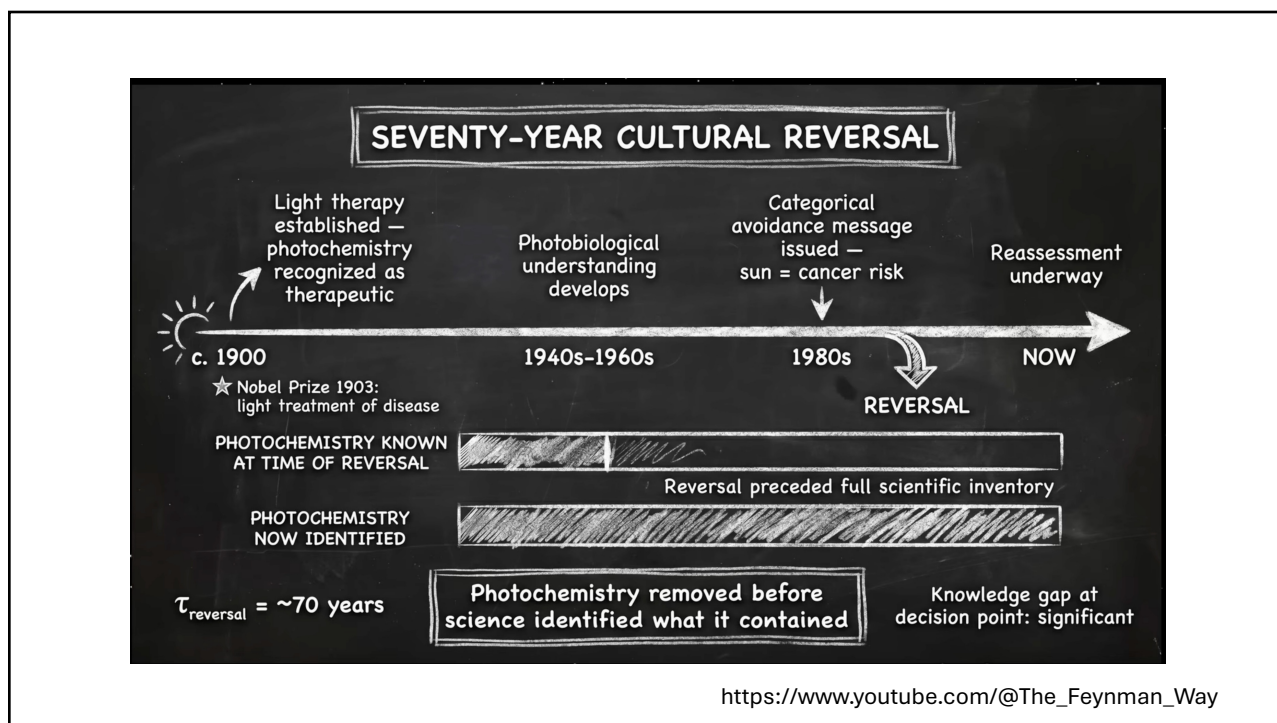 SEVENTY-YEAR CULTURAL REVERSAL
Light therapy
established —
photochemistry
recognized as
therapeutic
Photobiological
understanding
develops
Categorical
avoidance message
issued —
sun = cancer risk
Reassessment
underway
c. 1900
1940s-1960s
1980s
NOW
☆ Nobel Prize 1903:
light treatment of disease
REVERSAL
PHOTOCHEMISTRY KNOWN
AT TIME OF REVERSAL
Reversal preceded full scientific inventory
PHOTOCHEMISTRY
NOW IDENTIFIED
τreversal = ~70 years
Photochemistry removed before
science identified what it contained
Knowledge gap at
decision point: significant
https://www.youtube.com/@The_Feynman_Way